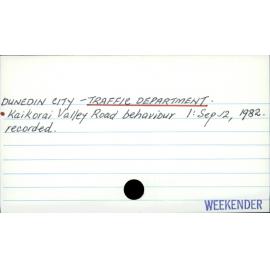 DUNEDIN CITY - TRAFFIC DEPARTMENT.
• Kaikorai Valley Road behaviour 1: Sep 12, 1982.
recorded.
WEEKENDER